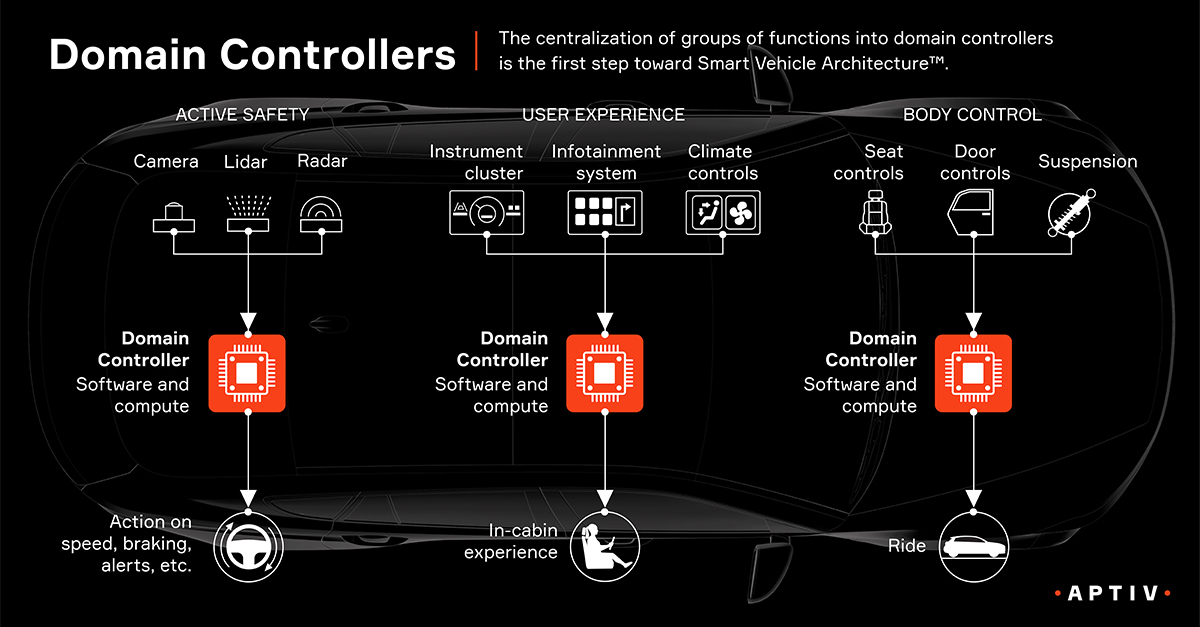 Domain Controllers
The centralization of groups of functions into domain controllers
is the first step toward Smart Vehicle Architecture™.
ACTIVE SAFETY
Camera
Lidar
Radar
Domain
Controller
Software and
compute
Action on
speed, braking,
alerts, etc.
USER EXPERIENCE
Instrument
cluster
Infotainment
system
Climate
controls
Domain
Controller
Software and
compute
In-cabin
experience
BODY CONTROL
Seat
controls
Door
controls
Suspension
Domain
Controller
Software and
compute
Ride
• APTIV •